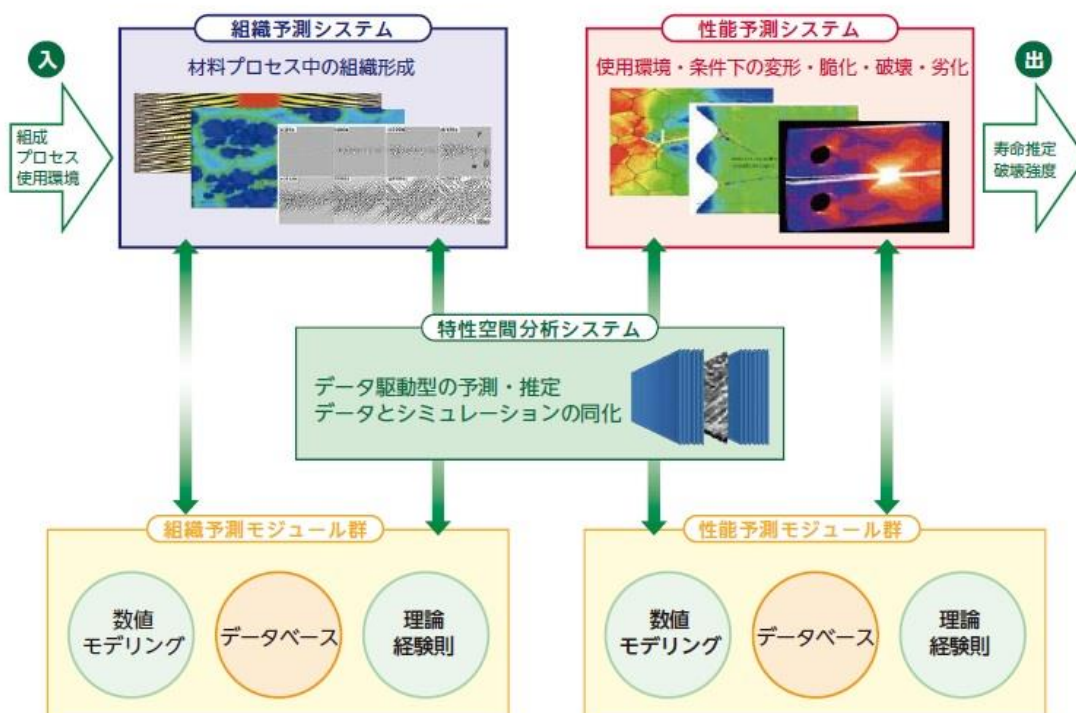 組織予測システム
材料プロセス中の組織形成
入
組成
プロセス
使用環境
性能予測システム
使用環境・条件下の変形・脆化・破壊・劣化
出
寿命推定
破壊強度
特性空間分析システム
データ駆動型の予測・推定
データとシミュレーションの同化
組織予測モジュール群
数値
モデリング
データベース
理論
経験則
性能予測モジュール群
数値
モデリング
データベース
理論
経験則